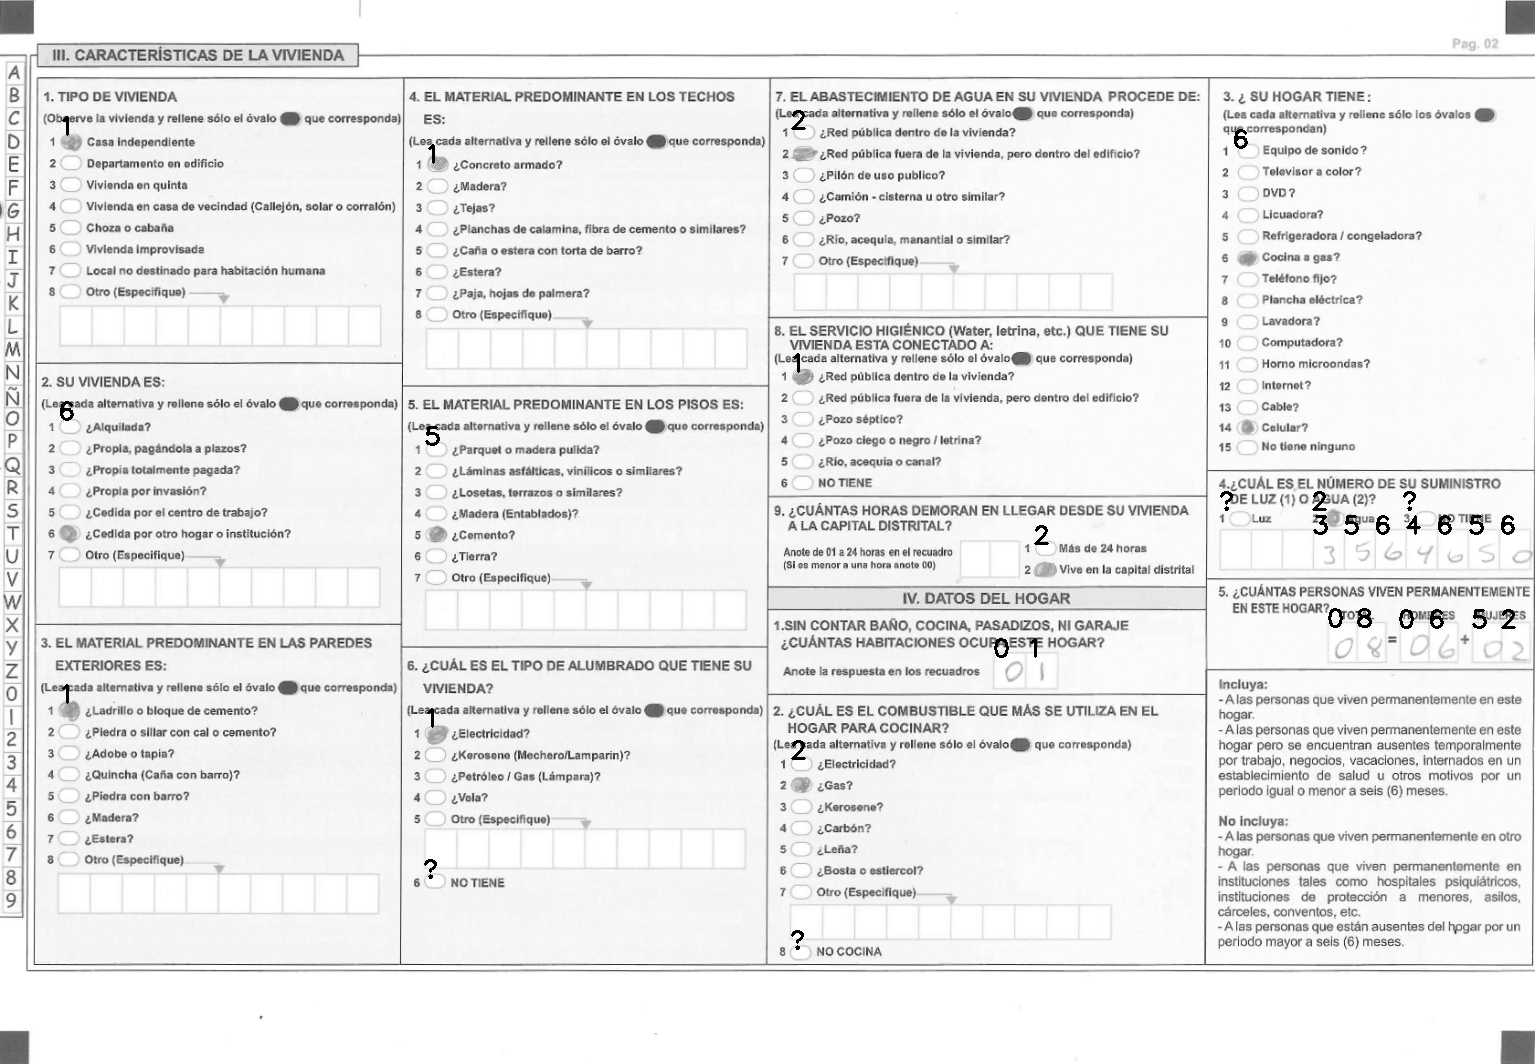 Pag. 02
III. CARACTERÍSTICAS DE LA VIVIENDA
A
B
C
D
E
F
G
H
I
J
K
L
M
N
Ñ
O
P
Q
R
S
T
U
V
W
X
Y
Z
0
1
2
3
4
5
6
7
8
9
1. TIPO DE VIVIENDA
(Observe la vivienda y rellene sólo el óvalo que corresponda)
1
1 Casa independiente
2 Departamento en edificio
3 Vivienda en quinta
4 Vivienda en casa de vecindad (Callejón, solar o corralón)
5 Choza o cabaña
6 Vivienda improvisada
7 Local no destinado para habitación humana
8 Otro (Especifique)
2. SU VIVIENDA ES:
(Lea cada alternativa y rellene sólo el óvalo que corresponda)
6
1 ¿Alquilada?
2 ¿Propia, pagándola a plazos?
3 ¿Propia totalmente pagada?
4 ¿Propia por invasión?
5 ¿Cedida por el centro de trabajo?
6 ¿Cedida por otro hogar o institución?
7 Otro (Especifique)
3. EL MATERIAL PREDOMINANTE EN LAS PAREDES
EXTERIORES ES:
(Lea cada alternativa y rellene sólo el óvalo que corresponda)
1
1 ¿Ladrillo o bloque de cemento?
2 ¿Piedra o sillar con cal o cemento?
3 ¿Adobe o tapia?
4 ¿Quincha (Caña con barro)?
5 ¿Piedra con barro?
6 ¿Madera?
7 ¿Estera?
8 Otro (Especifique)
4. EL MATERIAL PREDOMINANTE EN LOS TECHOS
ES:
(Lea cada alternativa y rellene sólo el óvalo que corresponda)
1
1 ¿Concreto armado?
2 ¿Madera?
3 ¿Tejas?
4 ¿Planchas de calamina, fibra de cemento o similares?
5 ¿Caña o estera con torta de barro?
6 ¿Estera?
7 ¿Paja, hojas de palmera?
8 Otro (Especifique)
5. EL MATERIAL PREDOMINANTE EN LOS PISOS ES:
(Lea cada alternativa y rellene sólo el óvalo que corresponda)
5
1 ¿Parquet o madera pulida?
2 ¿Láminas asfálticas, vinílicos o similares?
3 ¿Losetas, terrazos o similares?
4 ¿Madera (Entablados)?
5 ¿Cemento?
6 ¿Tierra?
7 Otro (Especifique)
6. ¿CUÁL ES EL TIPO DE ALUMBRADO QUE TIENE SU
VIVIENDA?
(Lea cada alternativa y rellene sólo el óvalo que corresponda)
1
1 ¿Electricidad?
2 ¿Kerosene (Mechero/Lamparin)?
3 ¿Petróleo / Gas (Lámpara)?
4 ¿Vela?
5 Otro (Especifique)
?
6 NO TIENE
7. EL ABASTECIMIENTO DE AGUA EN SU VIVIENDA PROCEDE DE:
(Lea cada alternativa y rellene sólo el óvalo que corresponda)
2
1 ¿Red pública dentro de la vivienda?
2 ¿Red pública fuera de la vivienda, pero dentro del edificio?
3 ¿Pilón de uso publico?
4 ¿Camión - cisterna u otro similar?
5 ¿Pozo?
6 ¿Río, acequia, manantial o similar?
7 Otro (Especifique)
8. EL SERVICIO HIGIÉNICO (Water, letrina, etc.) QUE TIENE SU
VIVIENDA ESTA CONECTADO A:
(Lea cada alternativa y rellene sólo el óvalo que corresponda)
1
1 ¿Red pública dentro de la vivienda?
2 ¿Red pública fuera de la vivienda, pero dentro del edificio?
3 ¿Pozo séptico?
4 ¿Pozo ciego o negro / letrina?
5 ¿Río, acequia o canal?
6 NO TIENE
9. ¿CUÁNTAS HORAS DEMORAN EN LLEGAR DESDE SU VIVIENDA
A LA CAPITAL DISTRITAL?
2
Anote de 01 a 24 horas en el recuadro
(Si es menor a una hora anote 00)
1 Más de 24 horas
2 Vive en la capital distrital
IV. DATOS DEL HOGAR
1.SIN CONTAR BAÑO, COCINA, PASADIZOS, NI GARAJE
¿CUÁNTAS HABITACIONES OCUPA ESTE HOGAR?
0 1
Anote la respuesta en los recuadros 0 1
2. ¿CUÁL ES EL COMBUSTIBLE QUE MÁS SE UTILIZA EN EL
HOGAR PARA COCINAR?
(Lea cada alternativa y rellene sólo el óvalo que corresponda)
2
1 ¿Electricidad?
2 ¿Gas?
3 ¿Kerosene?
4 ¿Carbón?
5 ¿Leña?
6 ¿Bosta o estiercol?
7 Otro (Especifique)
?
8 NO COCINA
3. ¿ SU HOGAR TIENE:
(Lea cada alternativa y rellene sólo los óvalos
que correspondan)
6
1 Equipo de sonido?
2 Televisor a color?
3 DVD ?
4 Licuadora?
5 Refrigeradora / congeladora?
6 Cocina a gas?
7 Teléfono fijo?
8 Plancha eléctrica?
9 Lavadora?
10 Computadora?
11 Horno microondas?
12 Internet?
13 Cable?
14 Celular?
15 No tiene ninguno
4.¿CUÁL ES EL NÚMERO DE SU SUMINISTRO
DE LUZ (1) O AGUA (2)?
? 2 ?
1 Luz 2 Agua 3 NO TIENE
3 5 6 4 6 5 6
3 5 6 4 6 5 0
5. ¿CUÁNTAS PERSONAS VIVEN PERMANENTEMENTE
EN ESTE HOGAR?
TOTAL HOMBRES MUJERES
0 8 0 6 5 2
0 8 = 0 6 + 0 2
Incluya:
- A las personas que viven permanentemente en este
hogar.
- A las personas que viven permanentemente en este
hogar pero se encuentran ausentes temporalmente
por trabajo, negocios, vacaciones, internados en un
establecimiento de salud u otros motivos por un
periodo igual o menor a seis (6) meses.
No incluya:
- A las personas que viven permanentemente en otro
hogar.
- A las personas que viven permanentemente en
instituciones tales como hospitales psiquiátricos,
instituciones de protección a menores, asilos,
cárceles, conventos, etc.
- A las personas que están ausentes del hogar por un
periodo mayor a seis (6) meses.